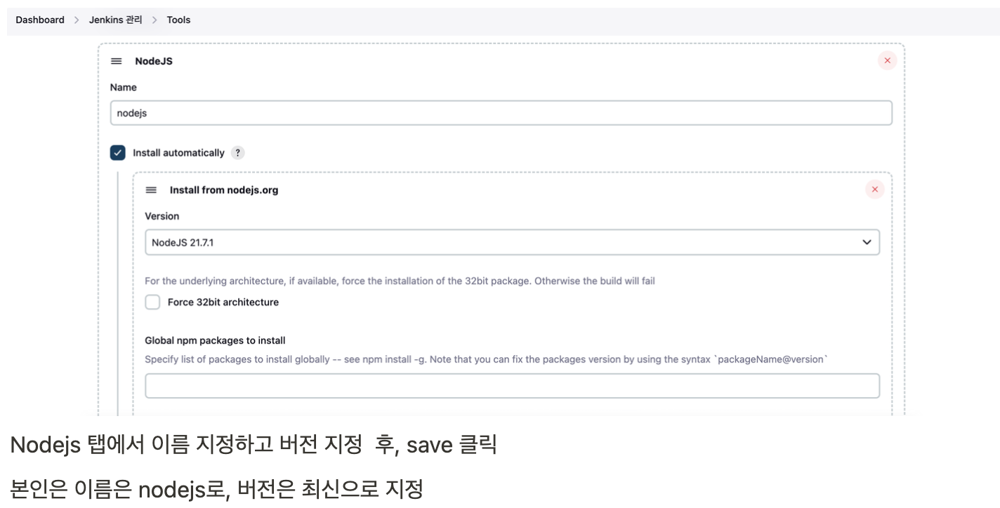 Dashboard > Jenkins 관리 > Tools
NodeJS
Name
nodejs
Install automatically ?
Install from nodejs.org
Version
NodeJS 21.7.1
For the underlying architecture, if available, force the installation of the 32bit package. Otherwise the build will fail
Force 32bit architecture
Global npm packages to install
Specify list of packages to install globally -- see npm install -g. Note that you can fix the packages version by using the syntax `packageName@version`
Nodejs 탭에서 이름 지정하고 버전 지정  후, save 클릭
본인은 이름은 nodejs로, 버전은 최신으로 지정